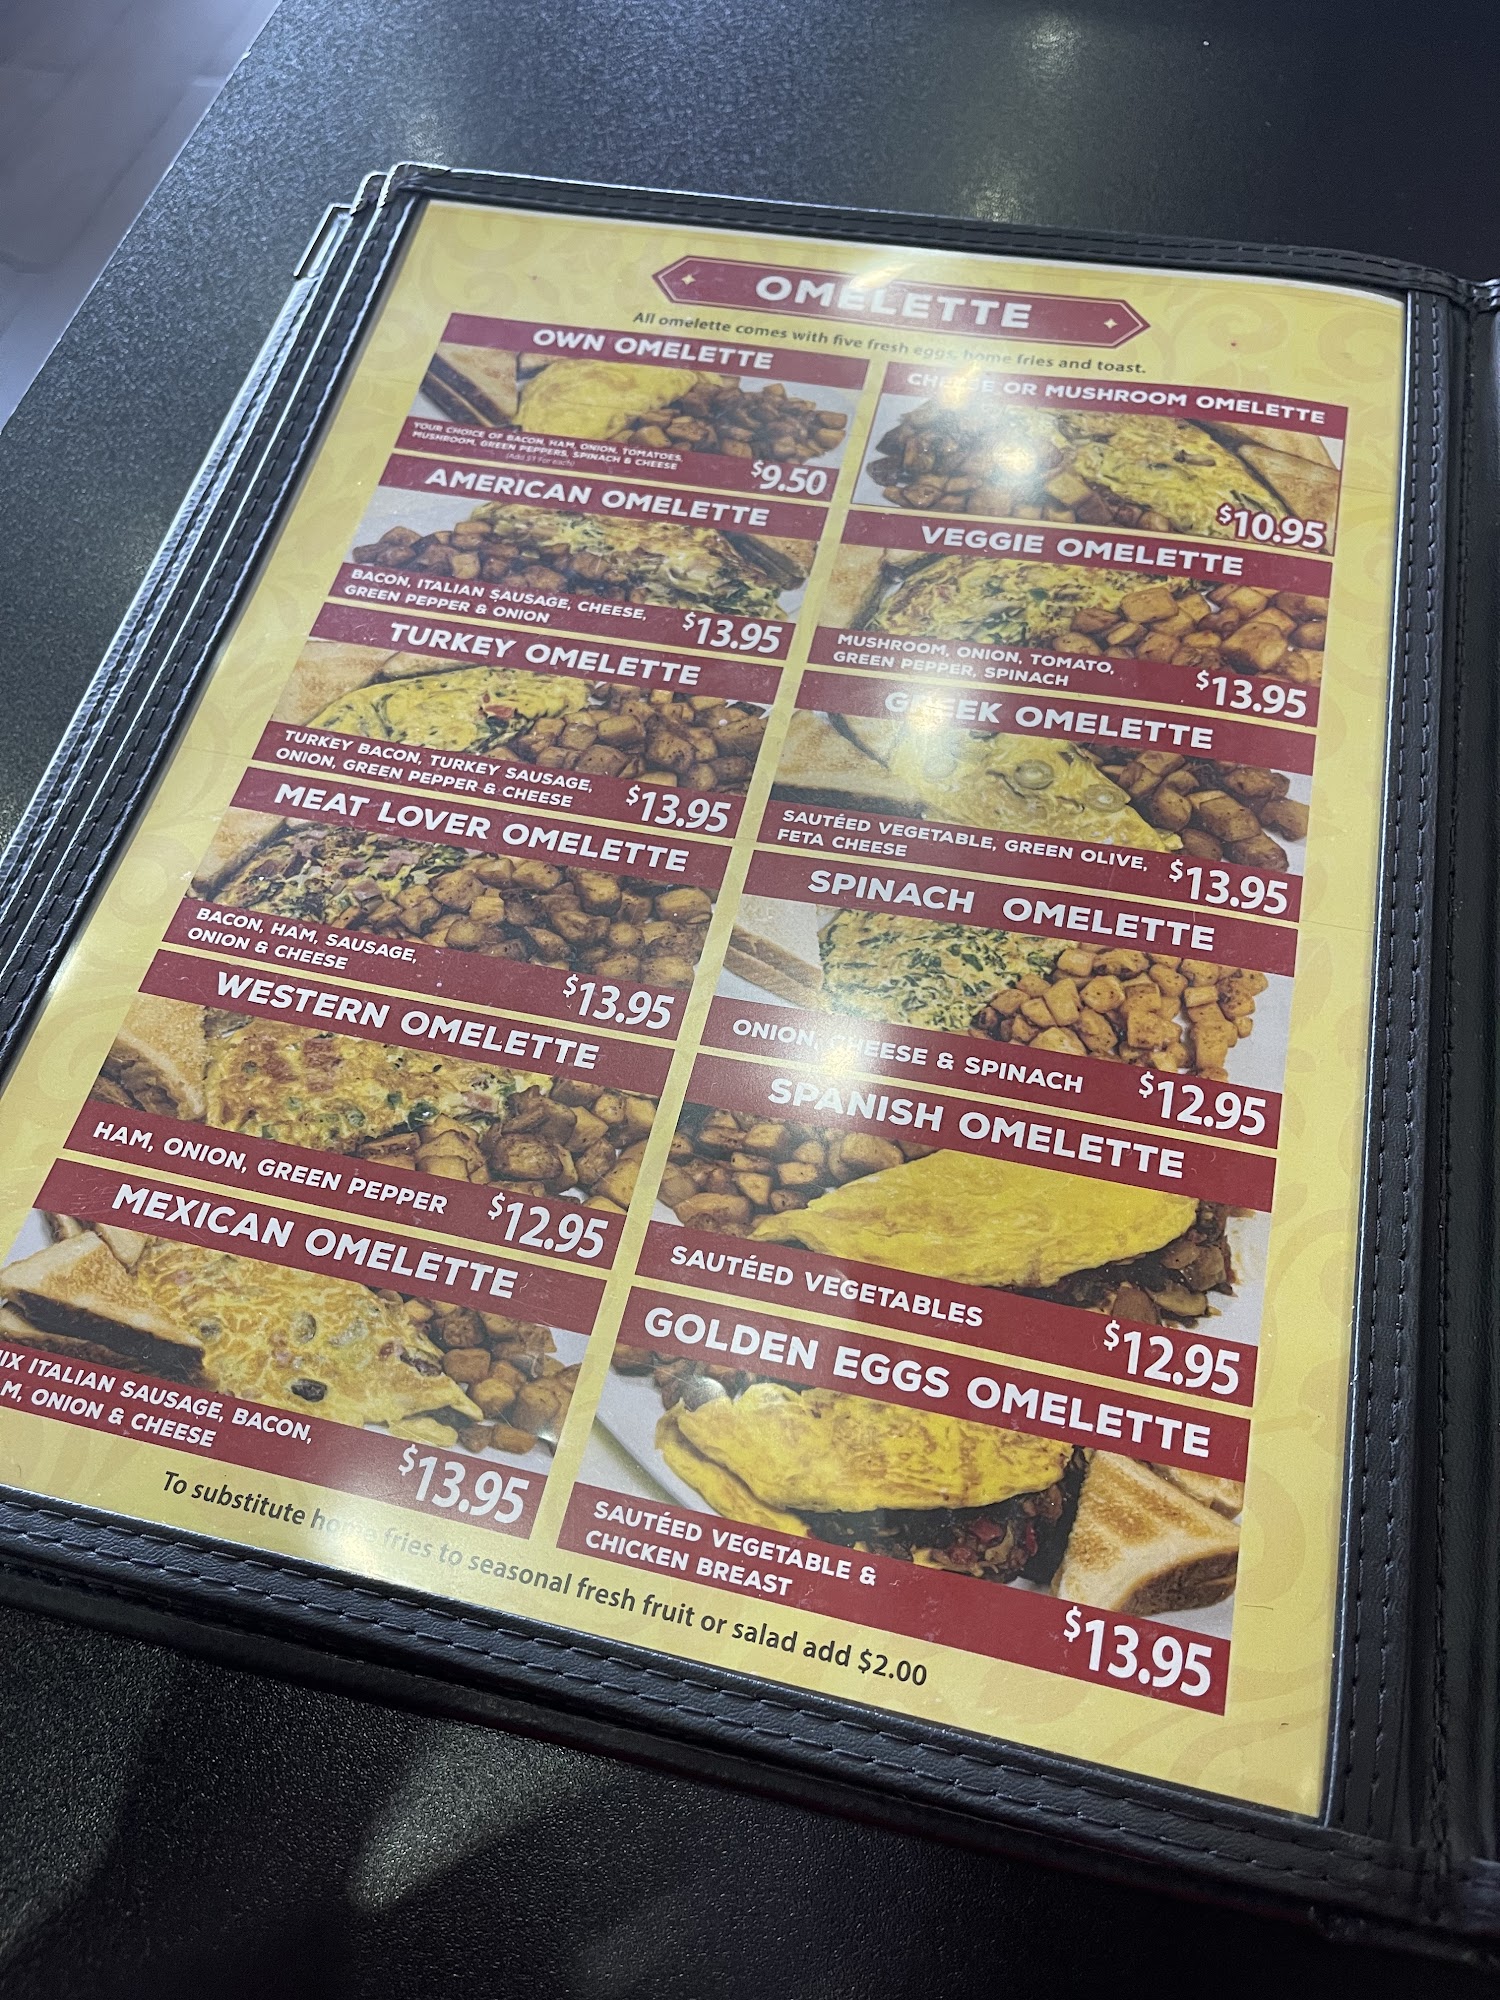 OMELETTE
All omelette comes with five fresh eggs, home fries and toast.
OWN OMELETTE
YOUR CHOICE OF BACON, HAM, ONION, TOMATOES,
MUSHROOM, GREEN PEPPERS, SPINACH & CHEESE
(Add $1 For each)
$9.50
AMERICAN OMELETTE
BACON, ITALIAN SAUSAGE, CHEESE,
GREEN PEPPER & ONION
$13.95
TURKEY OMELETTE
TURKEY BACON, TURKEY SAUSAGE,
ONION, GREEN PEPPER & CHEESE
$13.95
MEAT LOVER OMELETTE
BACON, HAM, SAUSAGE,
ONION & CHEESE
$13.95
WESTERN OMELETTE
HAM, ONION, GREEN PEPPER
$12.95
MEXICAN OMELETTE
IX ITALIAN SAUSAGE, BACON,
M, ONION & CHEESE
$13.95
CHEESE OR MUSHROOM OMELETTE
$10.95
VEGGIE OMELETTE
MUSHROOM, ONION, TOMATO,
GREEN PEPPER, SPINACH
$13.95
GREEK OMELETTE
SAUTÉED VEGETABLE, GREEN OLIVE,
FETA CHEESE
$13.95
SPINACH OMELETTE
ONION, CHEESE & SPINACH
$12.95
SPANISH OMELETTE
SAUTÉED VEGETABLES
$12.95
GOLDEN EGGS OMELETTE
SAUTÉED VEGETABLE &
CHICKEN BREAST
$13.95
To substitute home fries to seasonal fresh fruit or salad add $2.00